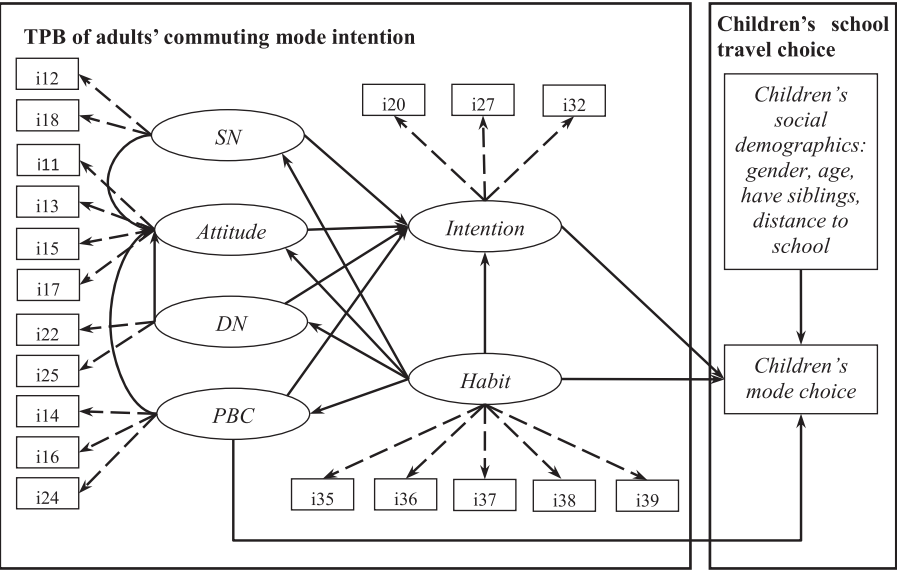 TPB of adults' commuting mode intention
Children's school
travel choice
i12
i18
i11
i13
i15
i17
i22
i25
i14
i16
i24
SN
Attitude
DN
PBC
i20
i27
i32
Intention
Habit
i35
i36
i37
i38
i39
Children's
social
demographics:
gender, age,
have siblings,
distance to
school
Children's
mode choice